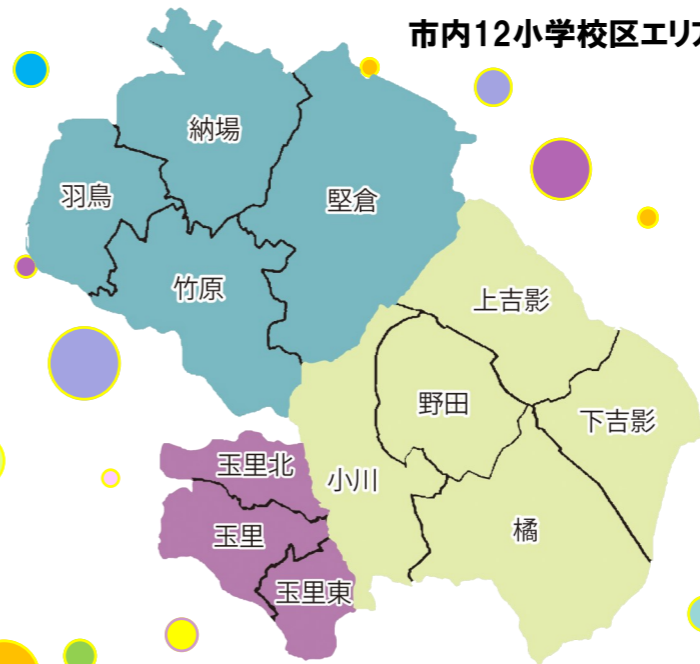 市内12小学校区エリア
納場
羽鳥
堅倉
竹原
上吉影
野田
下吉影
玉里北
小川
玉里
橘
玉里東